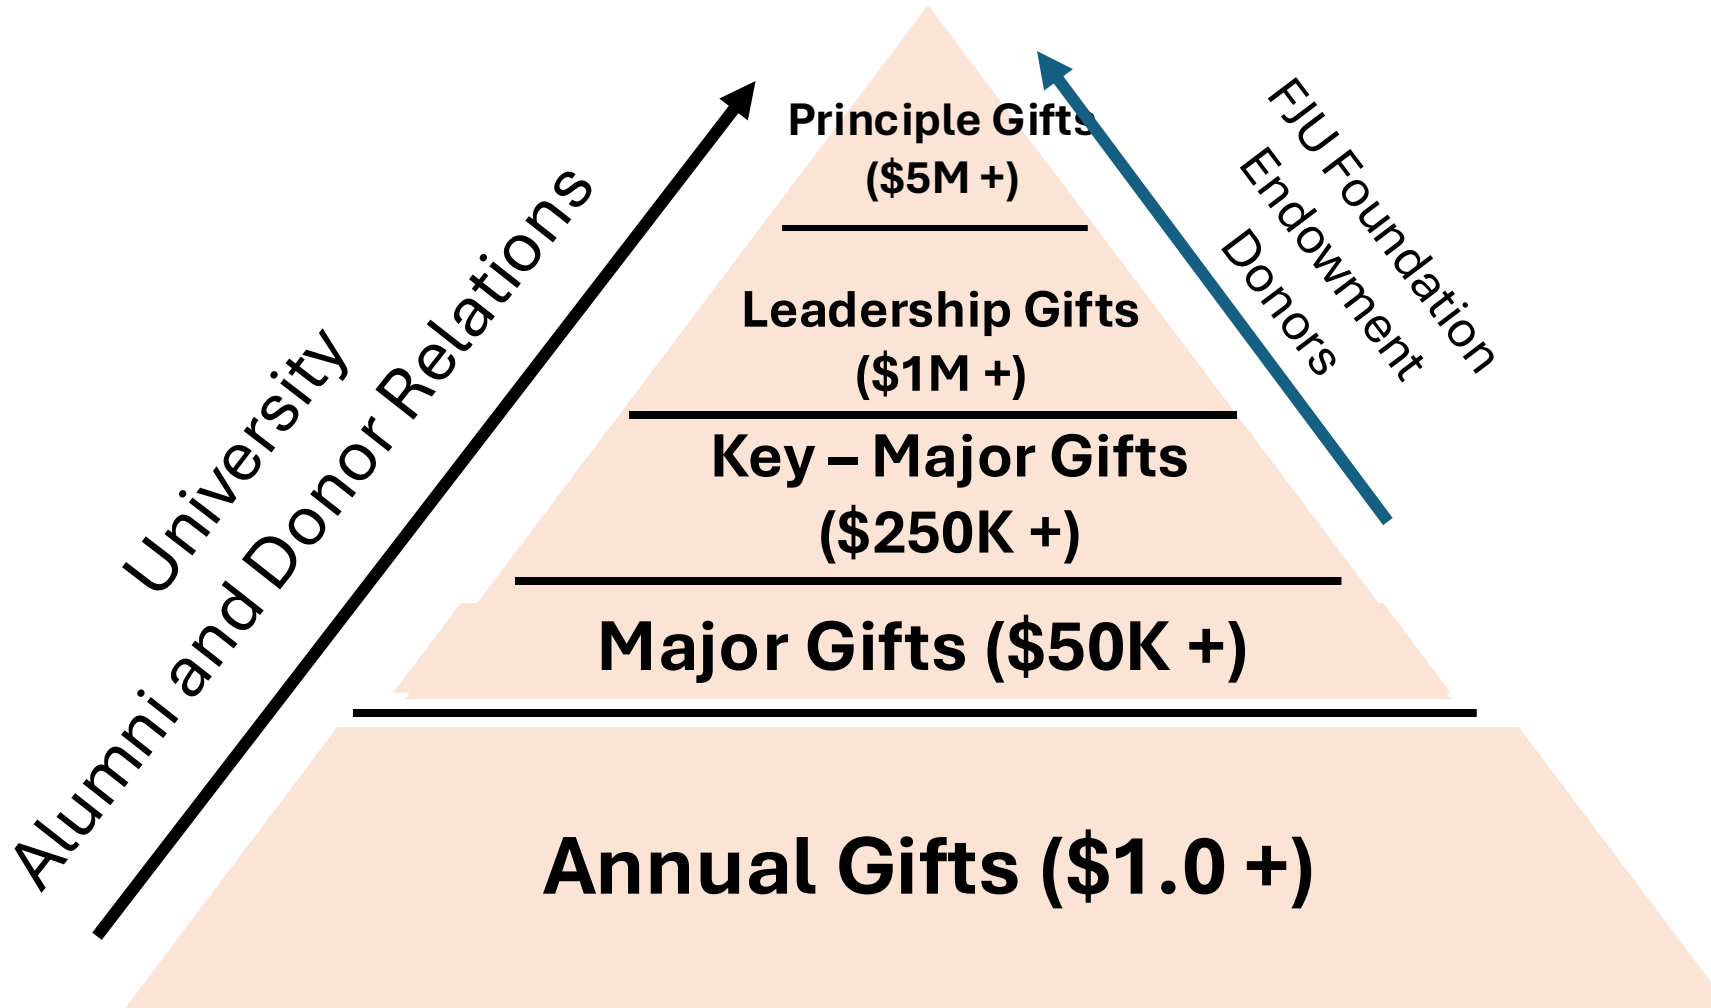 Principle Gifts
($5M +)
Leadership Gifts
($1M +)
Key – Major Gifts
($250K +)
Major Gifts ($50K +)
Annual Gifts ($1.0 +)
University
Alumni and Donor Relations
FJU Foundation
Endowment
Donors